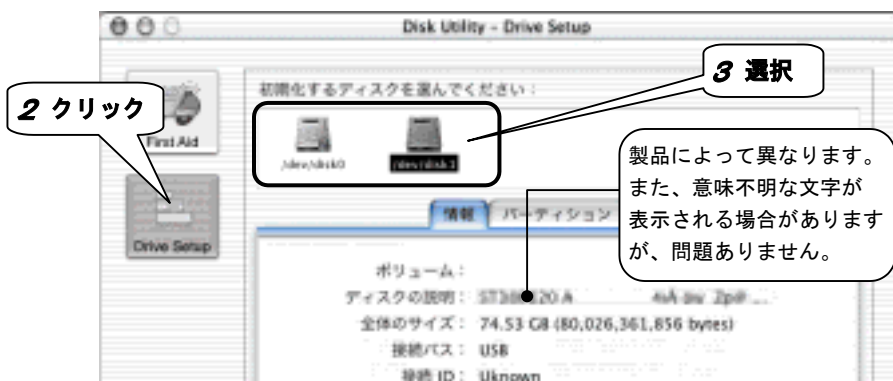 Disk Utility – Drive Setup
3 選択
初期化するディスクを選んでください：
2 クリック
First Aid
/dev/disk0
/dev/disk1
製品によって異なります。
また、意味不明な文字が
表示される場合があります
が、問題ありません。
情報
パーティション
Drive Setup
ボリューム：
ディスクの説明：
全体のサイズ： 74.53 GB (80,026,361,856 bytes)
接続バス： USB
接続 ID： Uknown